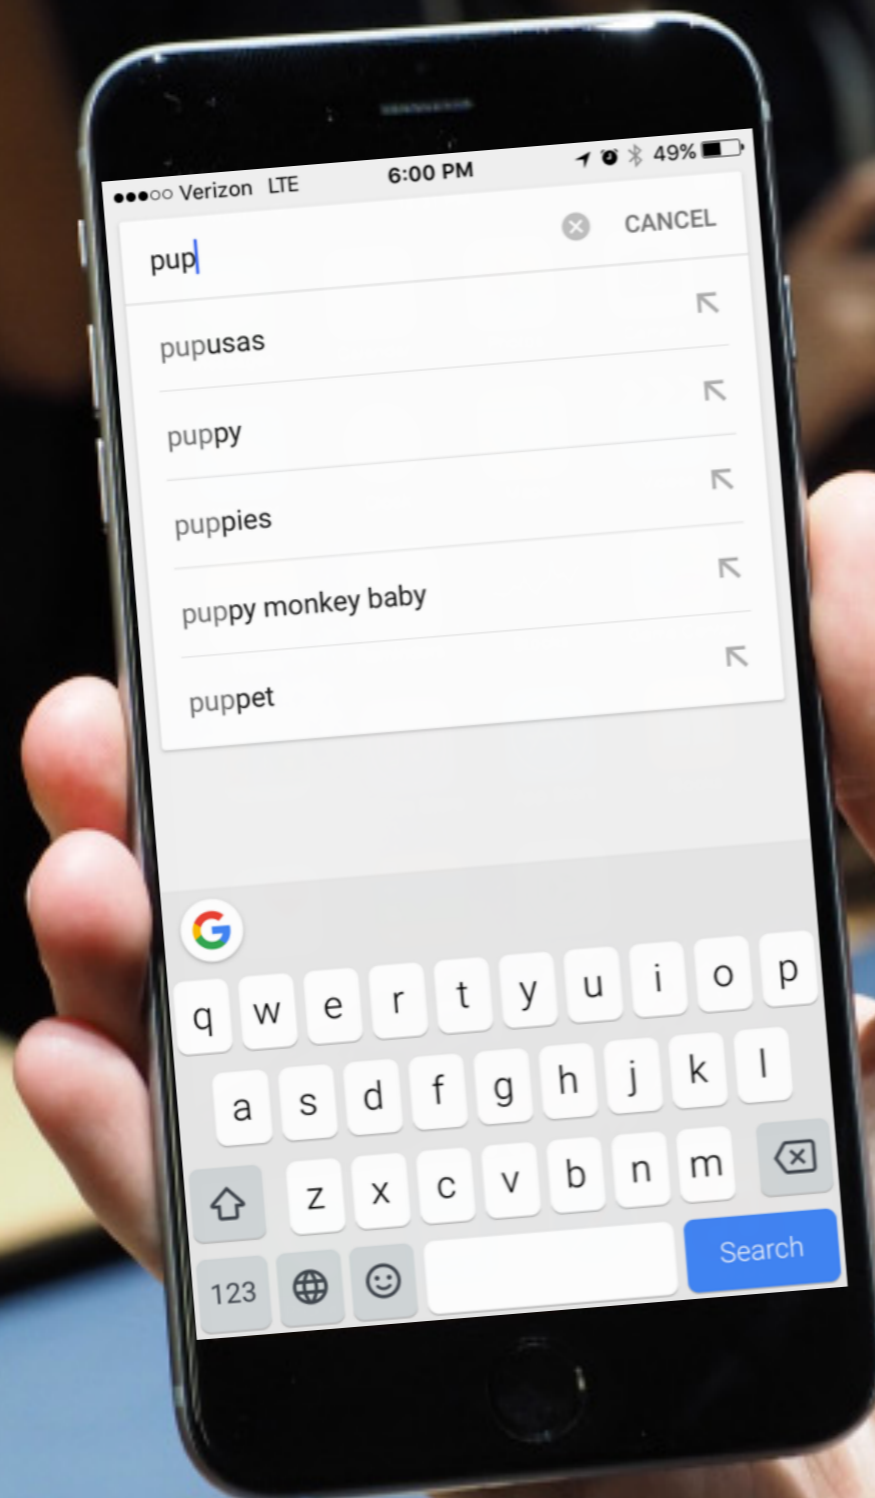 Verizon LTE 6:00 PM 49%
pup CANCEL
pupusas
puppy
puppies
puppy monkey baby
puppet
G
q w e r t y u i o p
a s d f g h j k l
z x c v b n m
123 Search